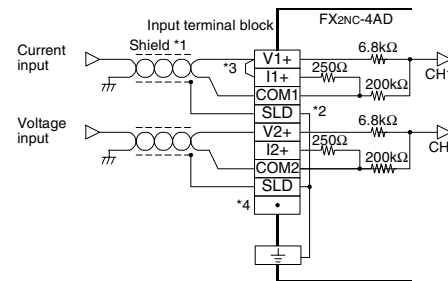 FX2NC-4AD
Input terminal block
Current input
Shield *1
*3
V1+
I1+
COM1
SLD
6.8kΩ
250Ω
200kΩ
CH1
*2
Voltage input
V2+
I2+
COM2
SLD
6.8kΩ
250Ω
200kΩ
CH
*4